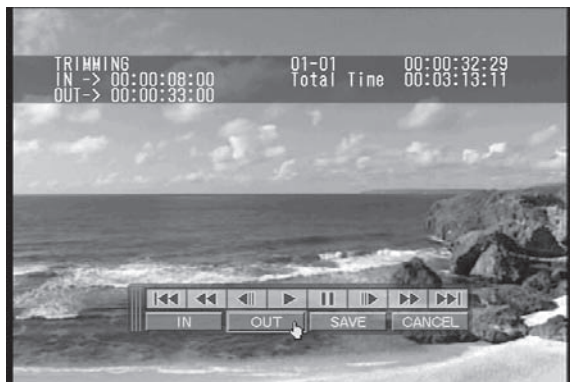 TRIMMING 01-01 00:00:32:29
IN -> 00:00:08:00 Total Time 00:03:13:11
OUT-> 00:00:33:00
IN OUT SAVE CANCEL